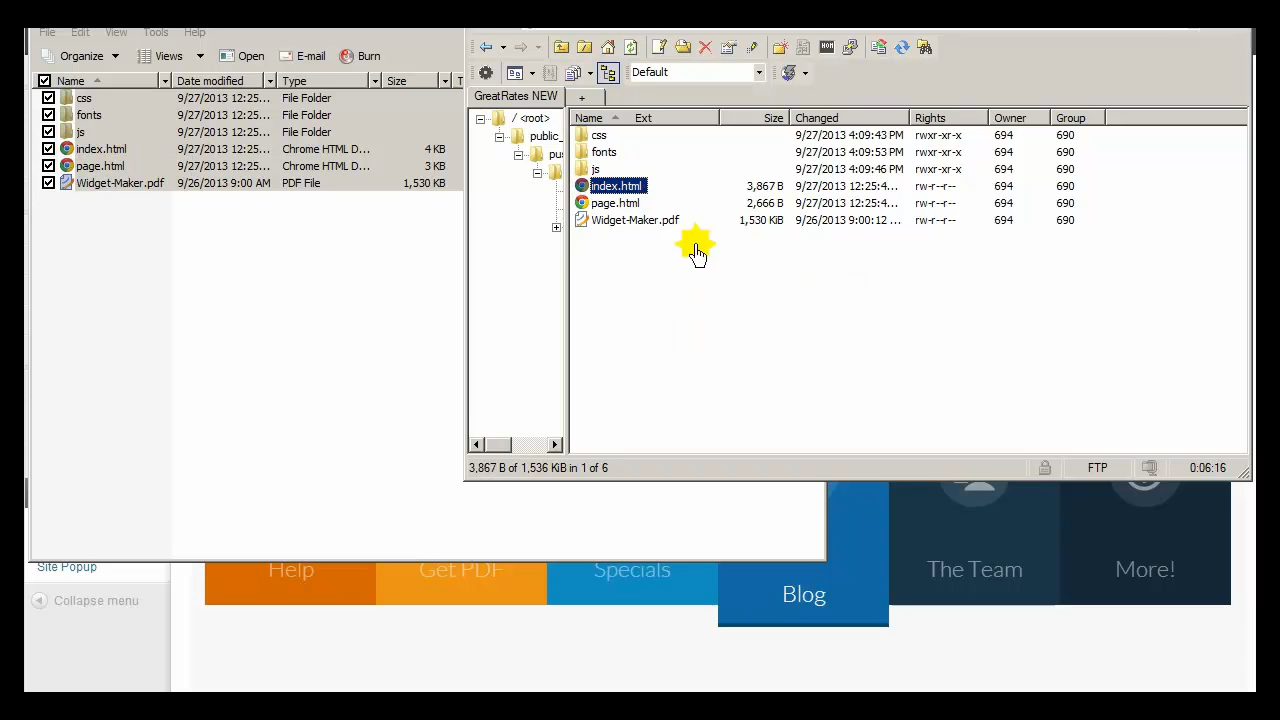 File Edit View Tools Help
Organize Views Open E-mail Burn
Name Date modified Type Size T
css 9/27/2013 12:25... File Folder
fonts 9/27/2013 12:25... File Folder
js 9/27/2013 12:25... File Folder
index.html 9/27/2013 12:25... Chrome HTML D... 4 KB
page.html 9/27/2013 12:25... Chrome HTML D... 3 KB
Widget-Maker.pdf 9/26/2013 9:00 AM PDF File 1,530 KB
Default
GreatRates NEW +
/ <root>
public_
pu
Name Ext Size Changed Rights Owner Group
css 9/27/2013 4:09:43 PM rwxr-xr-x 694 690
fonts 9/27/2013 4:09:53 PM rwxr-xr-x 694 690
js 9/27/2013 4:09:46 PM rwxr-xr-x 694 690
index.html 3,867 B 9/27/2013 12:25:4... rw-r--r-- 694 690
page.html 2,666 B 9/27/2013 12:25:4... rw-r--r-- 694 690
Widget-Maker.pdf 1,530 KiB 9/26/2013 9:00:12 ... rw-r--r-- 694 690
3,867 B of 1,536 KiB in 1 of 6 FTP 0:06:16
Site Popup
Collapse menu
Help Get PDF Specials Blog The Team More!